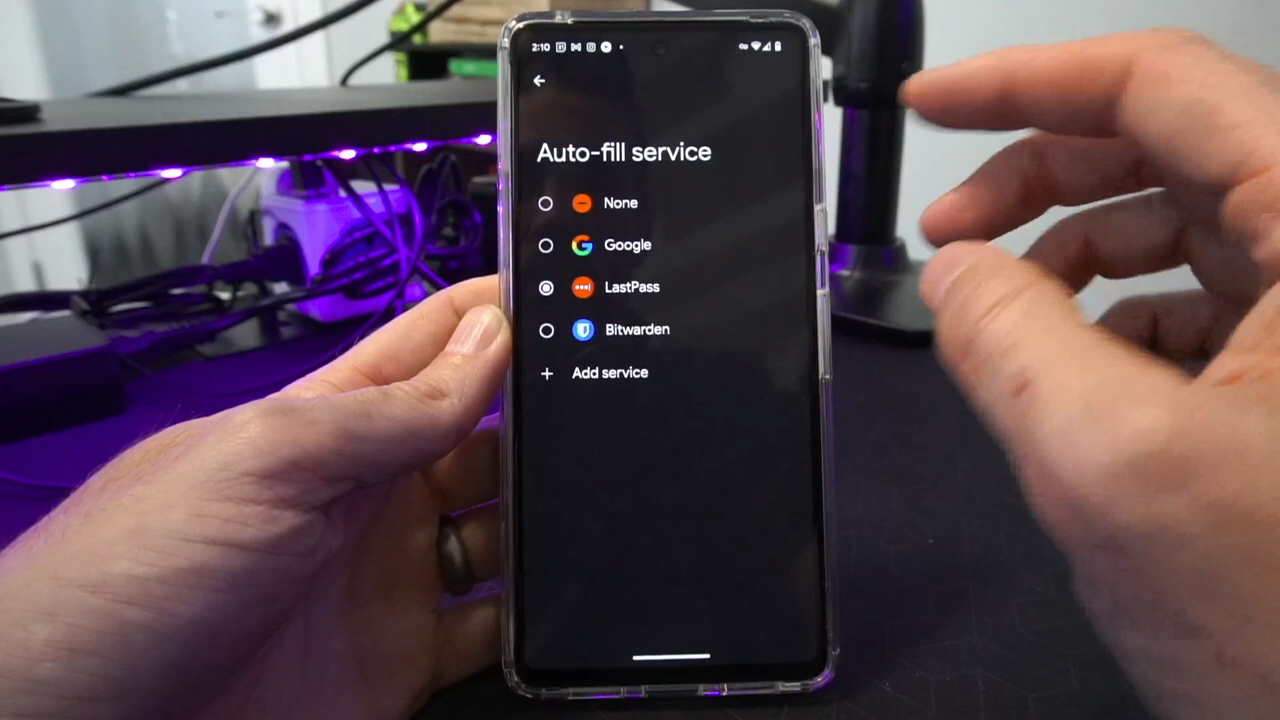 2:10
Auto-fill service
None
Google
LastPass
Bitwarden
Add service